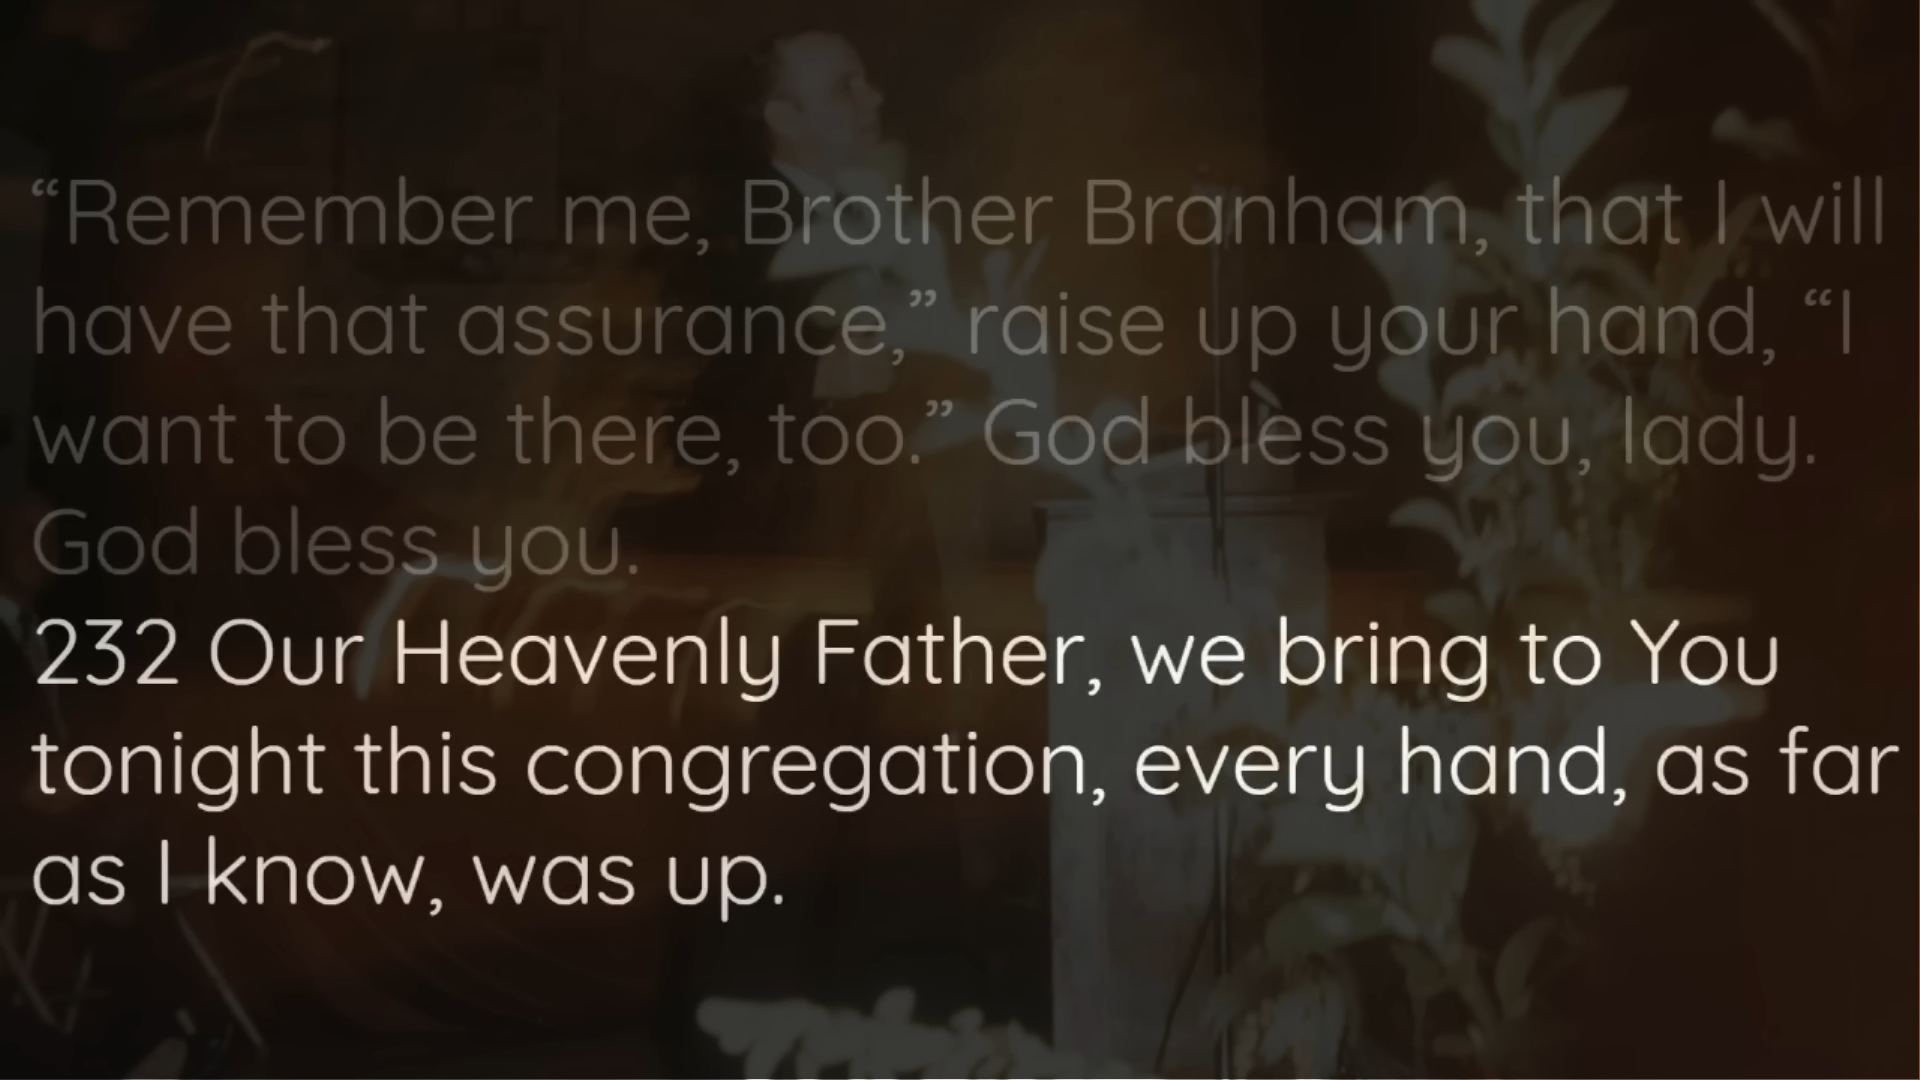 “Remember me, Brother Branham, that I will
have that assurance,” raise up your hand, “I
want to be there, too.” God bless you, lady.
God bless you.
232 Our Heavenly Father, we bring to You
tonight this congregation, every hand, as far
as I know, was up.